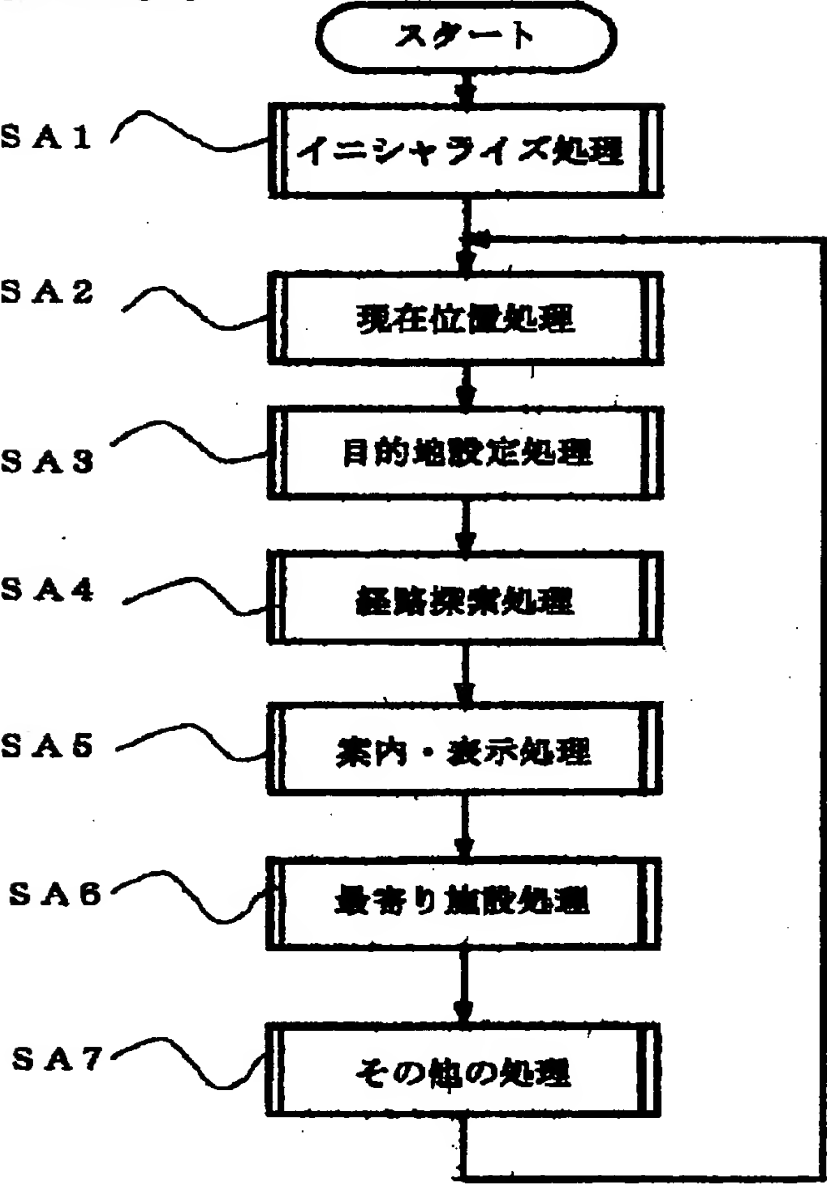 スタート
SA1 イニシャライズ処理
SA2 現在位置処理
SA3 目的地設定処理
SA4 経路探索処理
SA5 案内・表示処理
SA6 最寄り施設処理
SA7 その他の処理